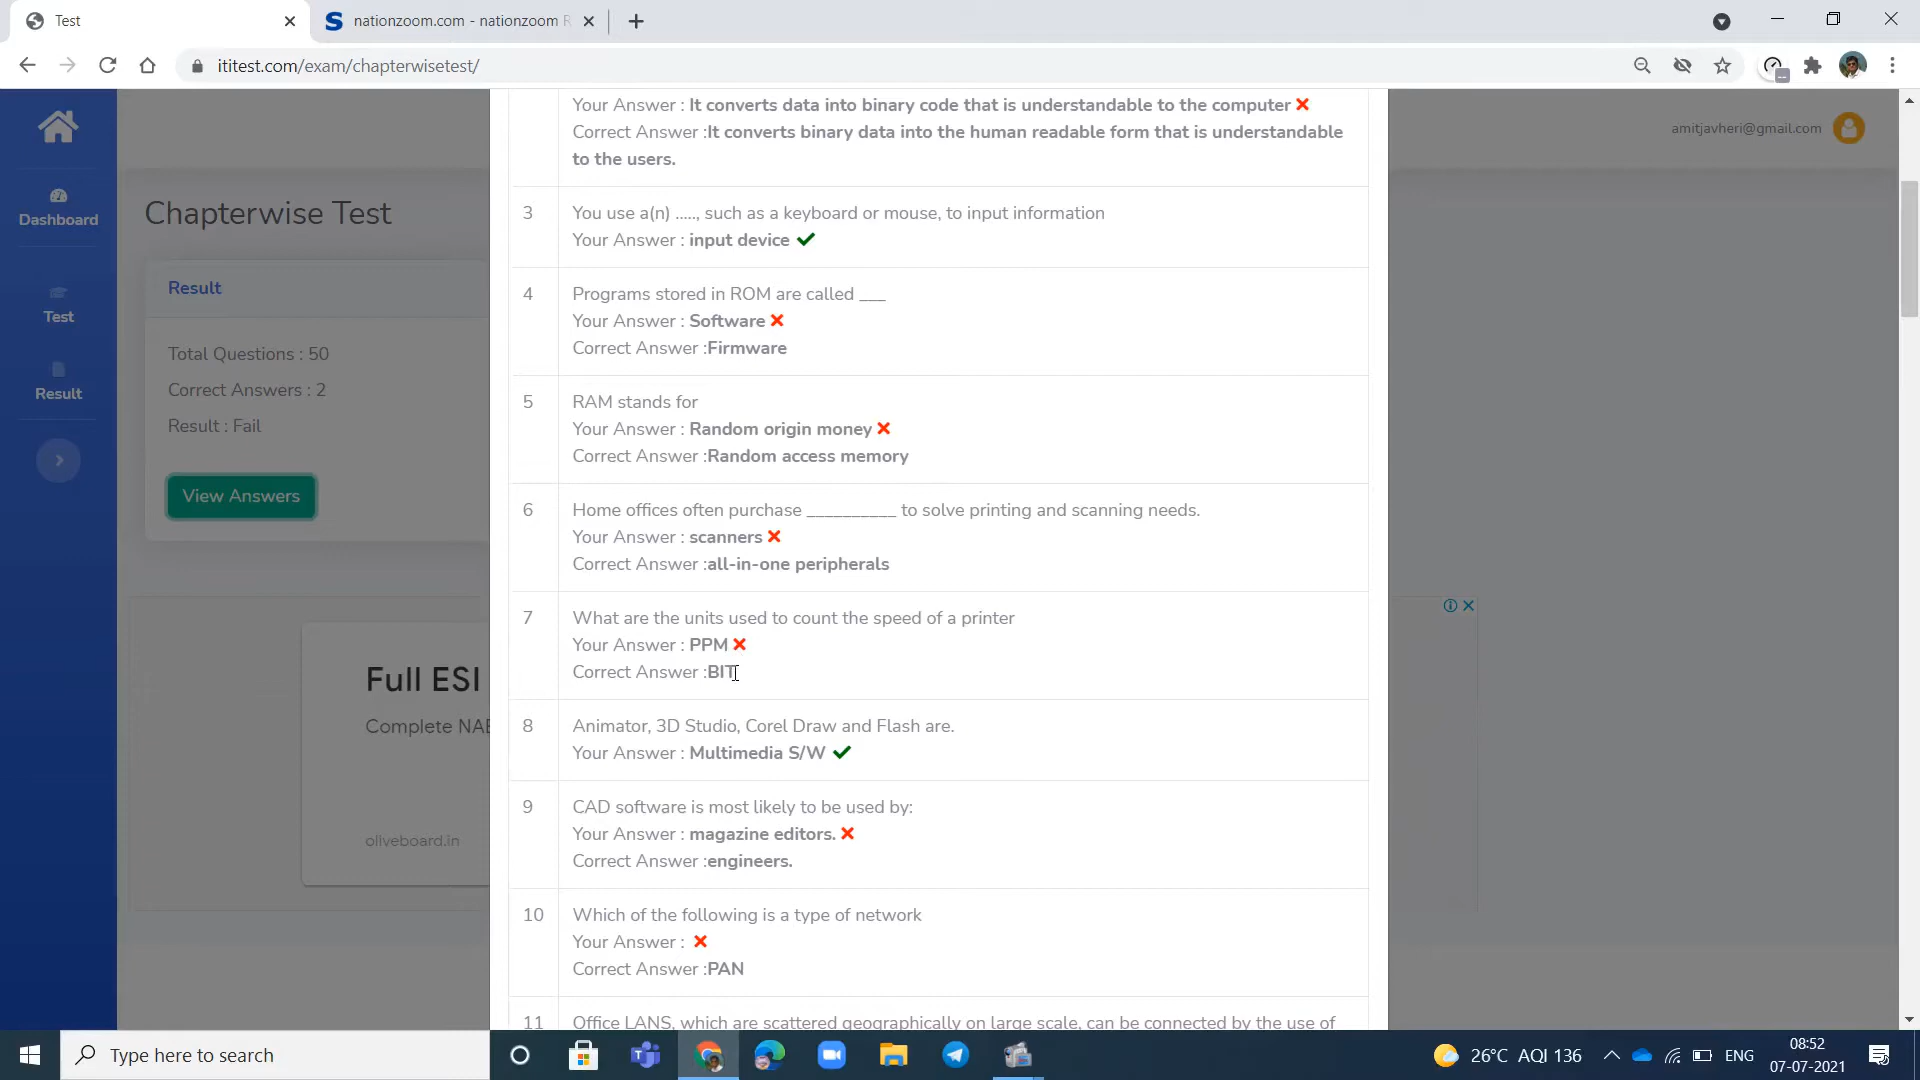 Test
nationzoom.com - nationzoom R
ititest.com/exam/chapterwisetest/
amitjavheri@gmail.com
Dashboard
Test
Result
Chapterwise Test
Result
Total Questions : 50
Correct Answers : 2
Result : Fail
View Answers
Full ESI
Complete NAB
oliveboard.in
Your Answer : It converts data into binary code that is understandable to the computer
Correct Answer :It converts binary data into the human readable form that is understandable
to the users.
3 You use a(n) ....., such as a keyboard or mouse, to input information
Your Answer : input device
4 Programs stored in ROM are called ___
Your Answer : Software
Correct Answer :Firmware
5 RAM stands for
Your Answer : Random origin money
Correct Answer :Random access memory
6 Home offices often purchase __________ to solve printing and scanning needs.
Your Answer : scanners
Correct Answer :all-in-one peripherals
7 What are the units used to count the speed of a printer
Your Answer : PPM
Correct Answer :BIT
8 Animator, 3D Studio, Corel Draw and Flash are.
Your Answer : Multimedia S/W
9 CAD software is most likely to be used by:
Your Answer : magazine editors.
Correct Answer :engineers.
10 Which of the following is a type of network
Your Answer :
Correct Answer :PAN
11 Office LANS, which are scattered geographically on large scale, can be connected by the use of
Type here to search
26°C AQI 136
ENG
08:52
07-07-2021